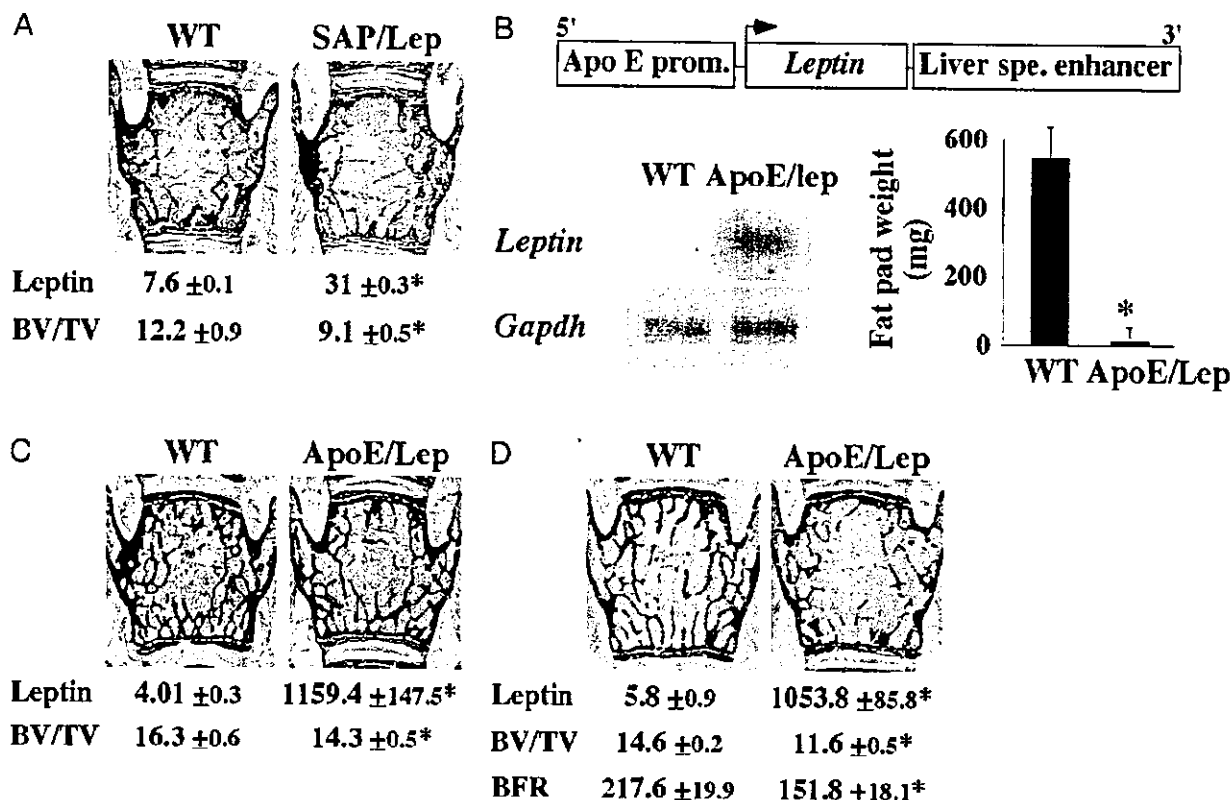 A
WT SAP/Lep
Leptin 7.6 ±0.1 31 ±0.3*
BV/TV 12.2 ±0.9 9.1 ±0.5*
B
5' 3'
Apo E prom. Leptin Liver spe. enhancer
WT ApoE/lep
Leptin
Gapdh
Fat pad weight
(mg)
600
400
200
0
*
WT ApoE/Lep
C
WT ApoE/Lep
Leptin 4.01 ±0.3 1159.4 ±147.5*
BV/TV 16.3 ±0.6 14.3 ±0.5*
D
WT ApoE/Lep
Leptin 5.8 ±0.9 1053.8 ±85.8*
BV/TV 14.6 ±0.2 11.6 ±0.5*
BFR 217.6 ±19.9 151.8 ±18.1*